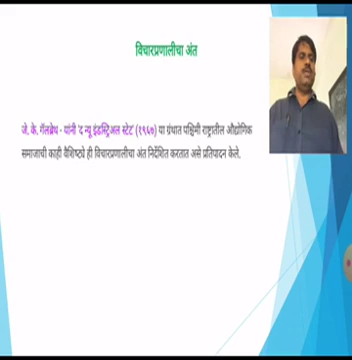 विचारप्रणालीचा अंत
जे. के. गॅलब्रेथ - यांनी 'द न्यू इंडस्ट्रिअल स्टेट' (१९६७) या ग्रंथात पश्चिमी राष्ट्रातील औद्योगिक
समाजाची काही वैशिष्ट्ये ही विचारप्रणालीचा अंत निर्देशित करतात असे प्रतिपादन केले.